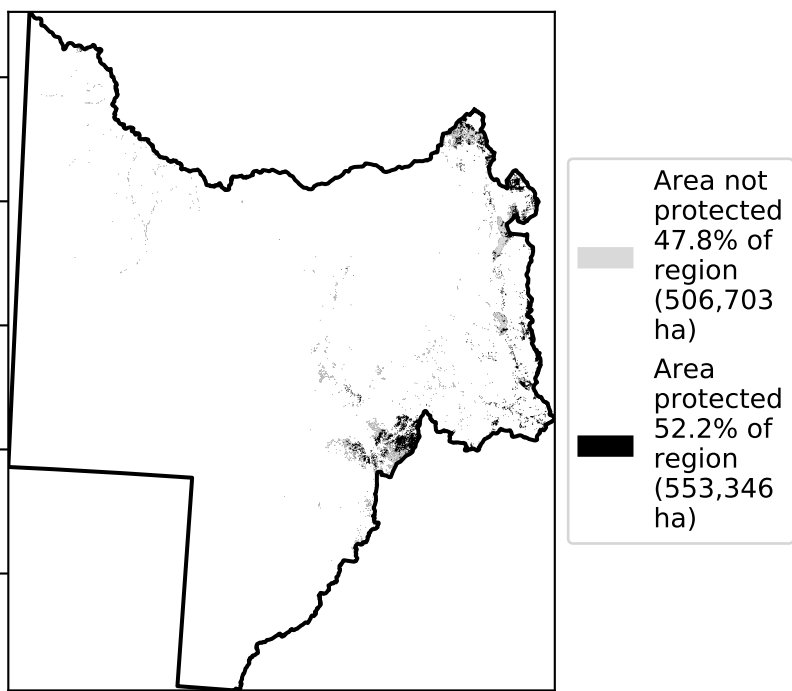 Area not
protected
47.8% of
region
(506,703
ha)
Area
protected
52.2% of
region
(553,346
ha)